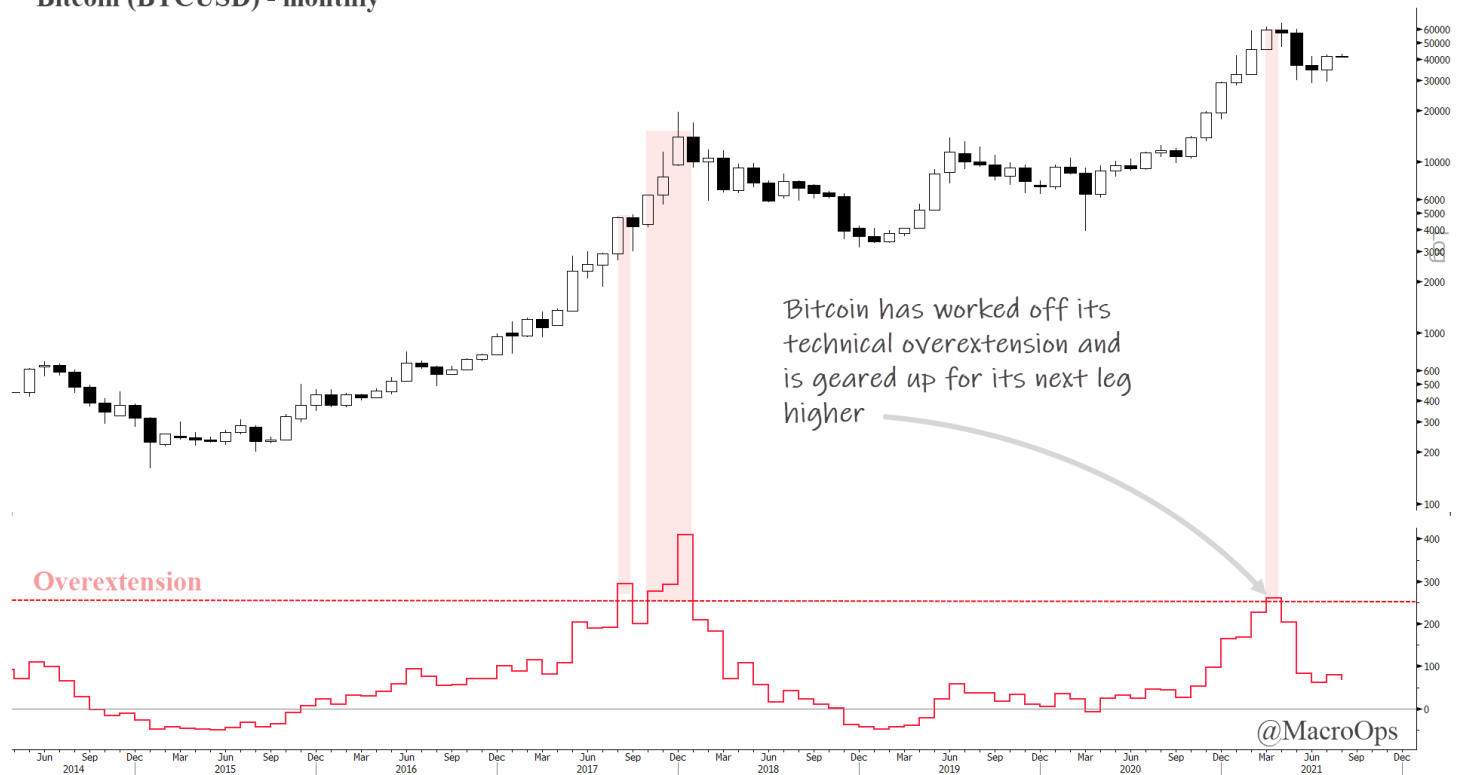 Bitcoin (BTCUSD) - monthly
60000
50000
40000
30000
20000
10000
6000
5000
4000
3000
2000
1000
600
500
400
300
200
100
Log
Bitcoin has worked off its
technical overextension and
is geared up for its next leg
higher
Overextension
400
300
200
100
0
@MacroOps
Jun Sep Dec Mar Jun Sep Dec Mar Jun Sep Dec Mar Jun Sep Dec Mar Jun Sep Dec Mar Jun Sep Dec Mar Jun Sep Dec Mar Jun Sep Dec
2014 2015 2016 2017 2018 2019 2020 2021